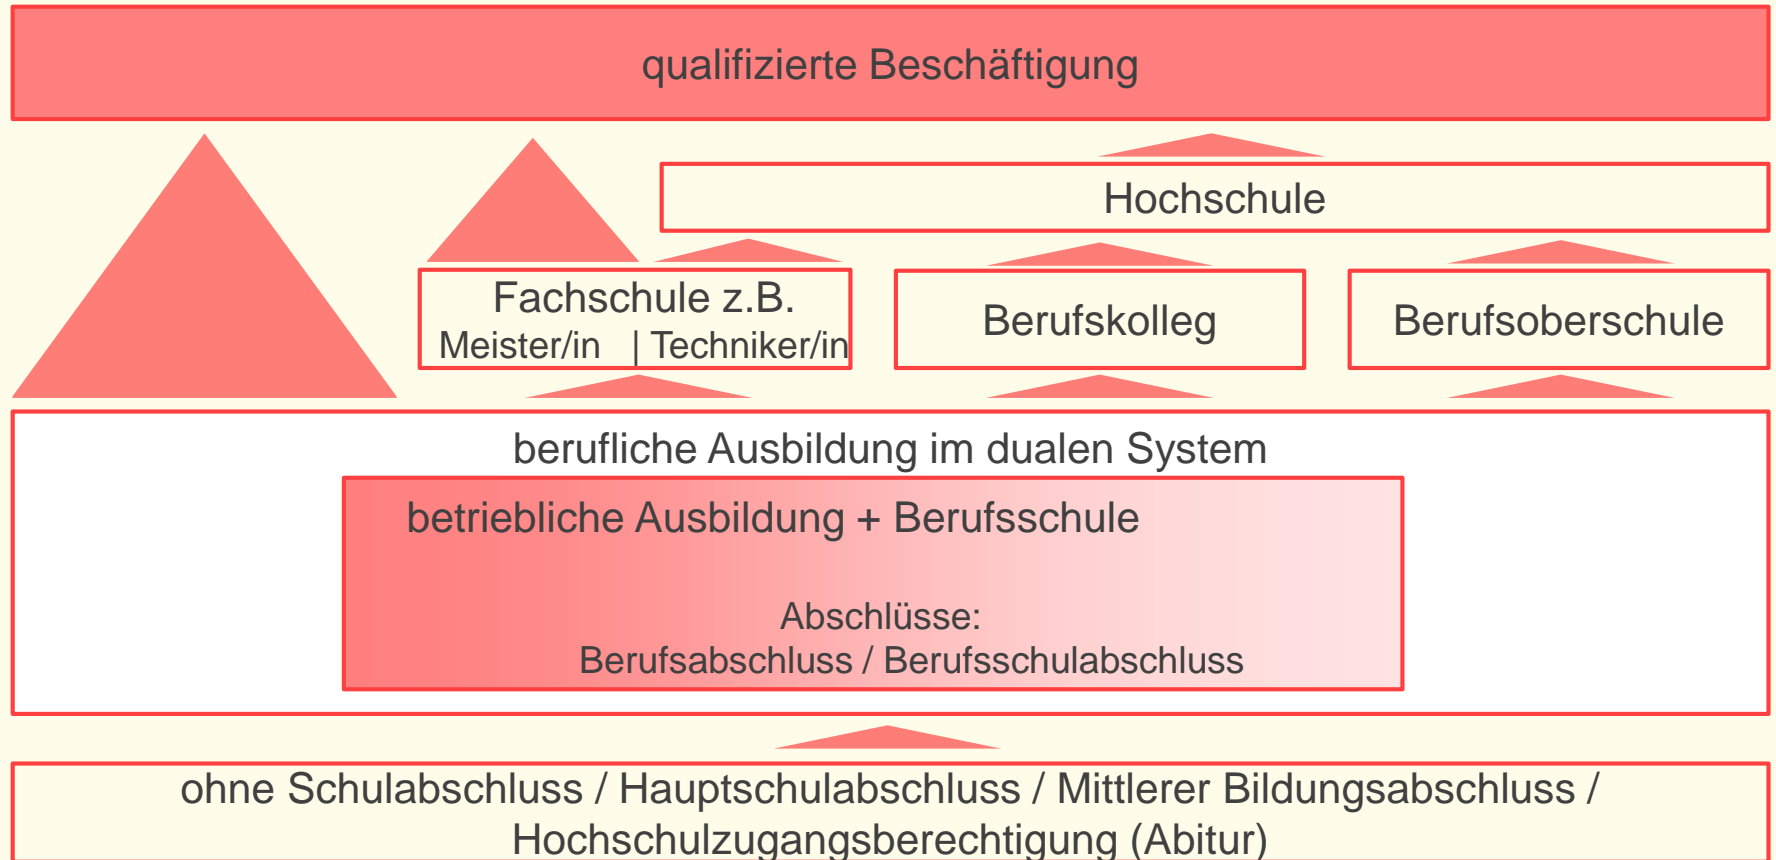 qualifizierte Beschäftigung
Hochschule
Fachschule z.B.
Meister/in | Techniker/in
Berufskolleg
Berufsoberschule
berufliche Ausbildung im dualen System
betriebliche Ausbildung + Berufsschule
Abschlüsse:
Berufsabschluss / Berufsschulabschluss
ohne Schulabschluss / Hauptschulabschluss / Mittlerer Bildungsabschluss /
Hochschulzugangsberechtigung (Abitur)